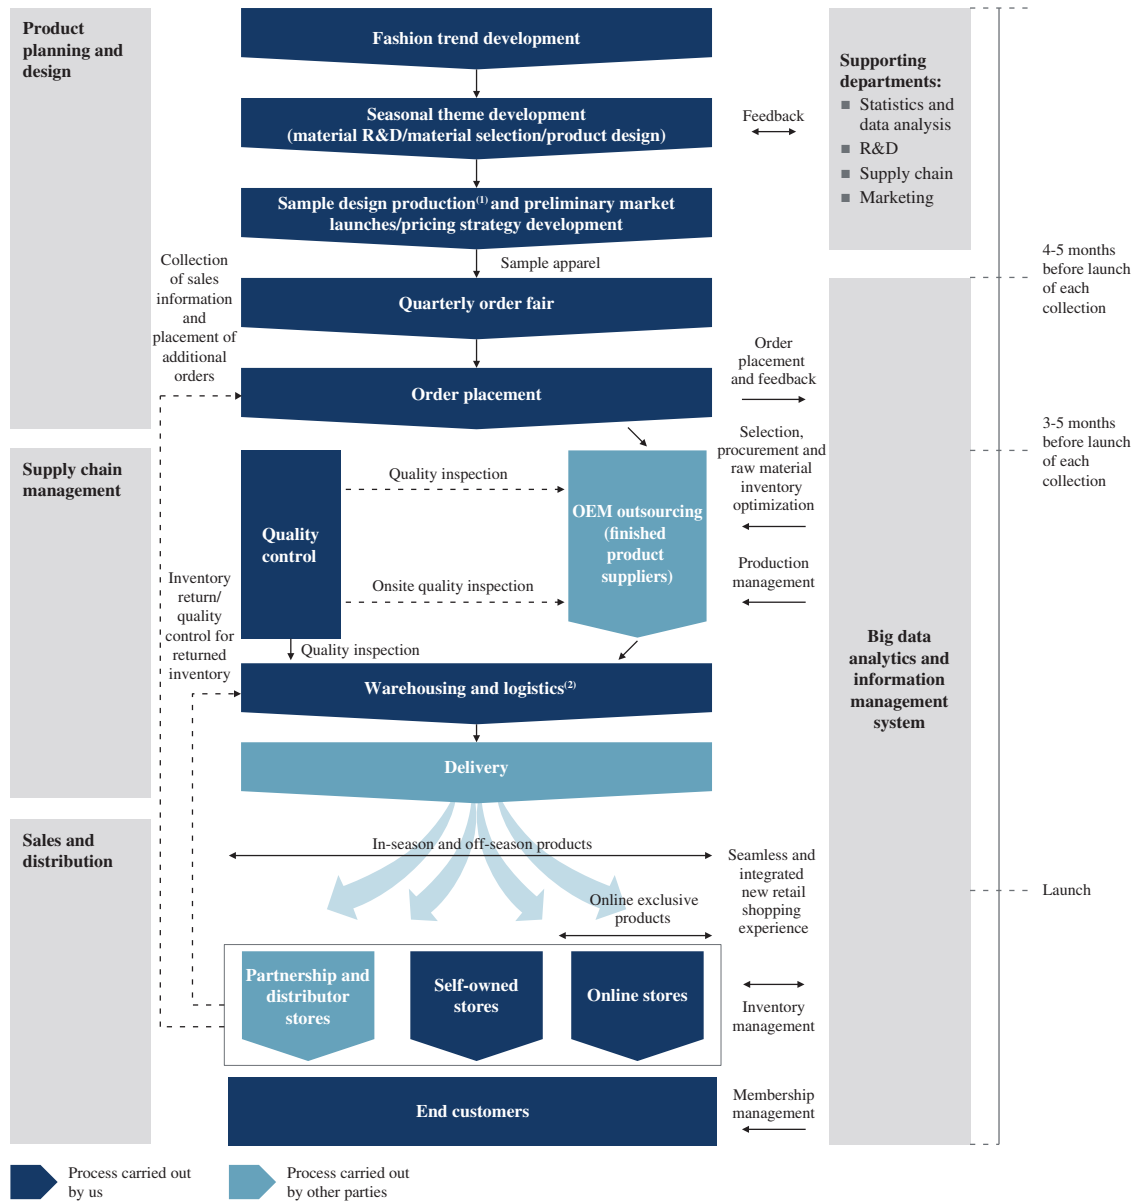 Product
planning and
design
Fashion trend development
Seasonal theme development
(material R&D/material selection/product design)
Feedback
Supporting
departments:
■ Statistics and
data analysis
■ R&D
■ Supply chain
■ Marketing
Sample design production(1) and preliminary market
launches/pricing strategy development
Sample apparel
Collection
of sales
information
and
placement of
additional
orders
Quarterly order fair
4-5 months
before launch
of each
collection
Order placement
Order
placement
and feedback
3-5 months
before launch
of each
collection
Supply chain
management
Quality
control
Quality inspection
Onsite quality inspection
Quality inspection
OEM outsourcing
(finished
product
suppliers)
Selection,
procurement and
raw material
inventory
optimization
Production
management
Inventory
return/
quality
control for
returned
inventory
Big data
analytics and
information
management
system
Warehousing and logistics(2)
Delivery
Sales and
distribution
In-season and off-season products
Online exclusive
products
Seamless and
integrated
new retail
shopping
experience
Launch
Partnership and
distributor
stores
Self-owned
stores
Online stores
Inventory
management
End customers
Membership
management
Process carried out
by us
Process carried out
by other parties